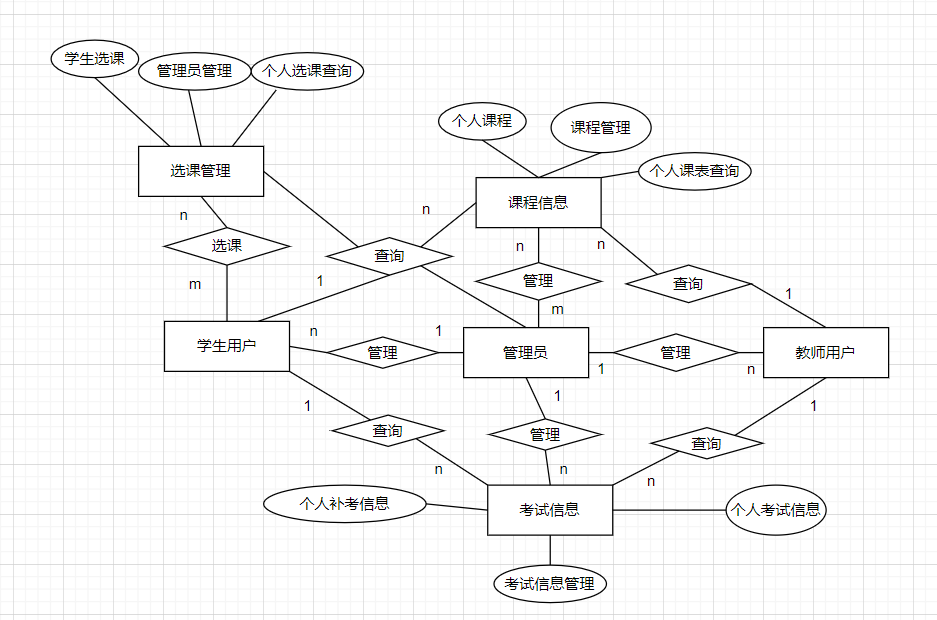 学生选课
管理员管理
个人选课查询
个人课程
课程管理
个人课表查询
选课管理
课程信息
n
n
选课
查询
n
n
管理
查询
m
1
m
1
学生用户
n
1
管理
管理员
1
管理
n
教师用户
1
1
1
查询
管理
查询
n
n
n
个人补考信息
考试信息
个人考试信息
考试信息管理